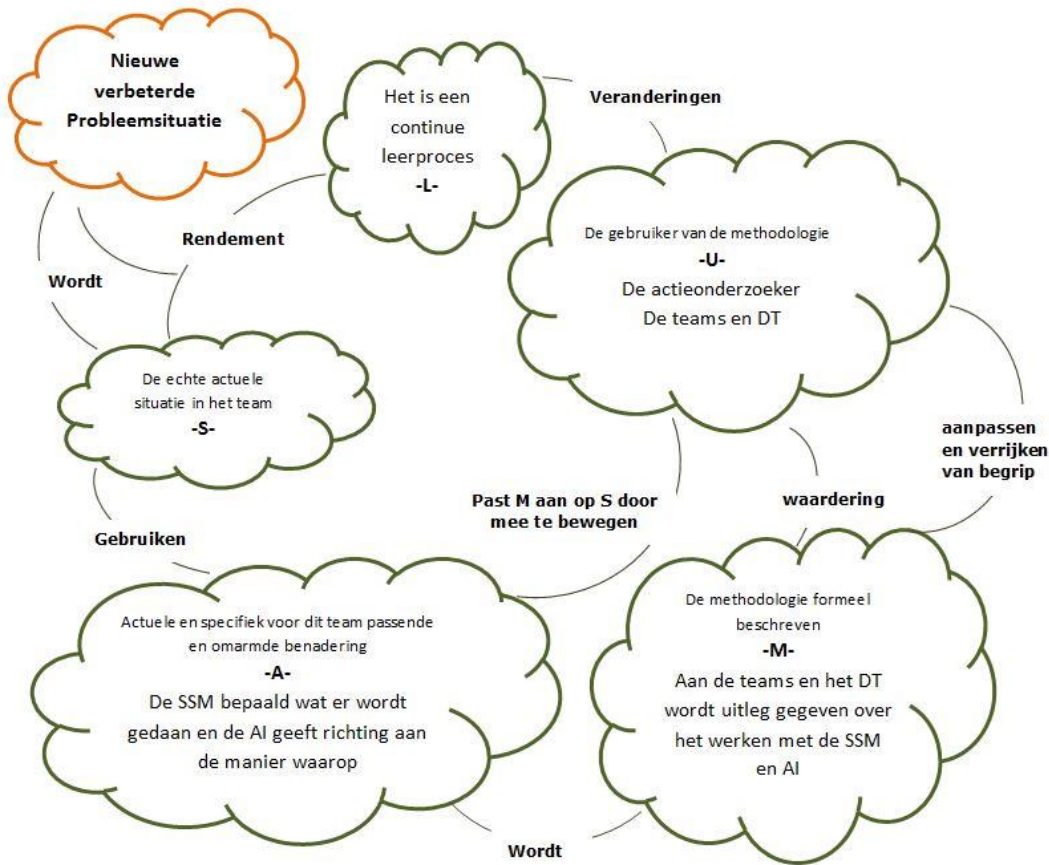 Nieuwe
verbeterde
Probleemsituatie
Het is een
continue
leerproces
-L-
Veranderingen
Rendement
Wordt
De gebruiker van de methodologie
-U-
De actieonderzoeker
De teams en DT
De echte actuele
situatie in het team
-S-
aanpassen
en verrijken
van begrip
Past M aan op S door
mee te bewegen
waardering
Gebruiken
Actuele en specifiek voor dit team passende
en omarmde benadering
-A-
De SSM bepaald wat er wordt
gedaan en de AI geeft richting aan
de manier waarop
De methodologie formeel
beschreven
-M-
Aan de teams en het DT
wordt uitleg gegeven over
het werken met de SSM
en AI
Wordt